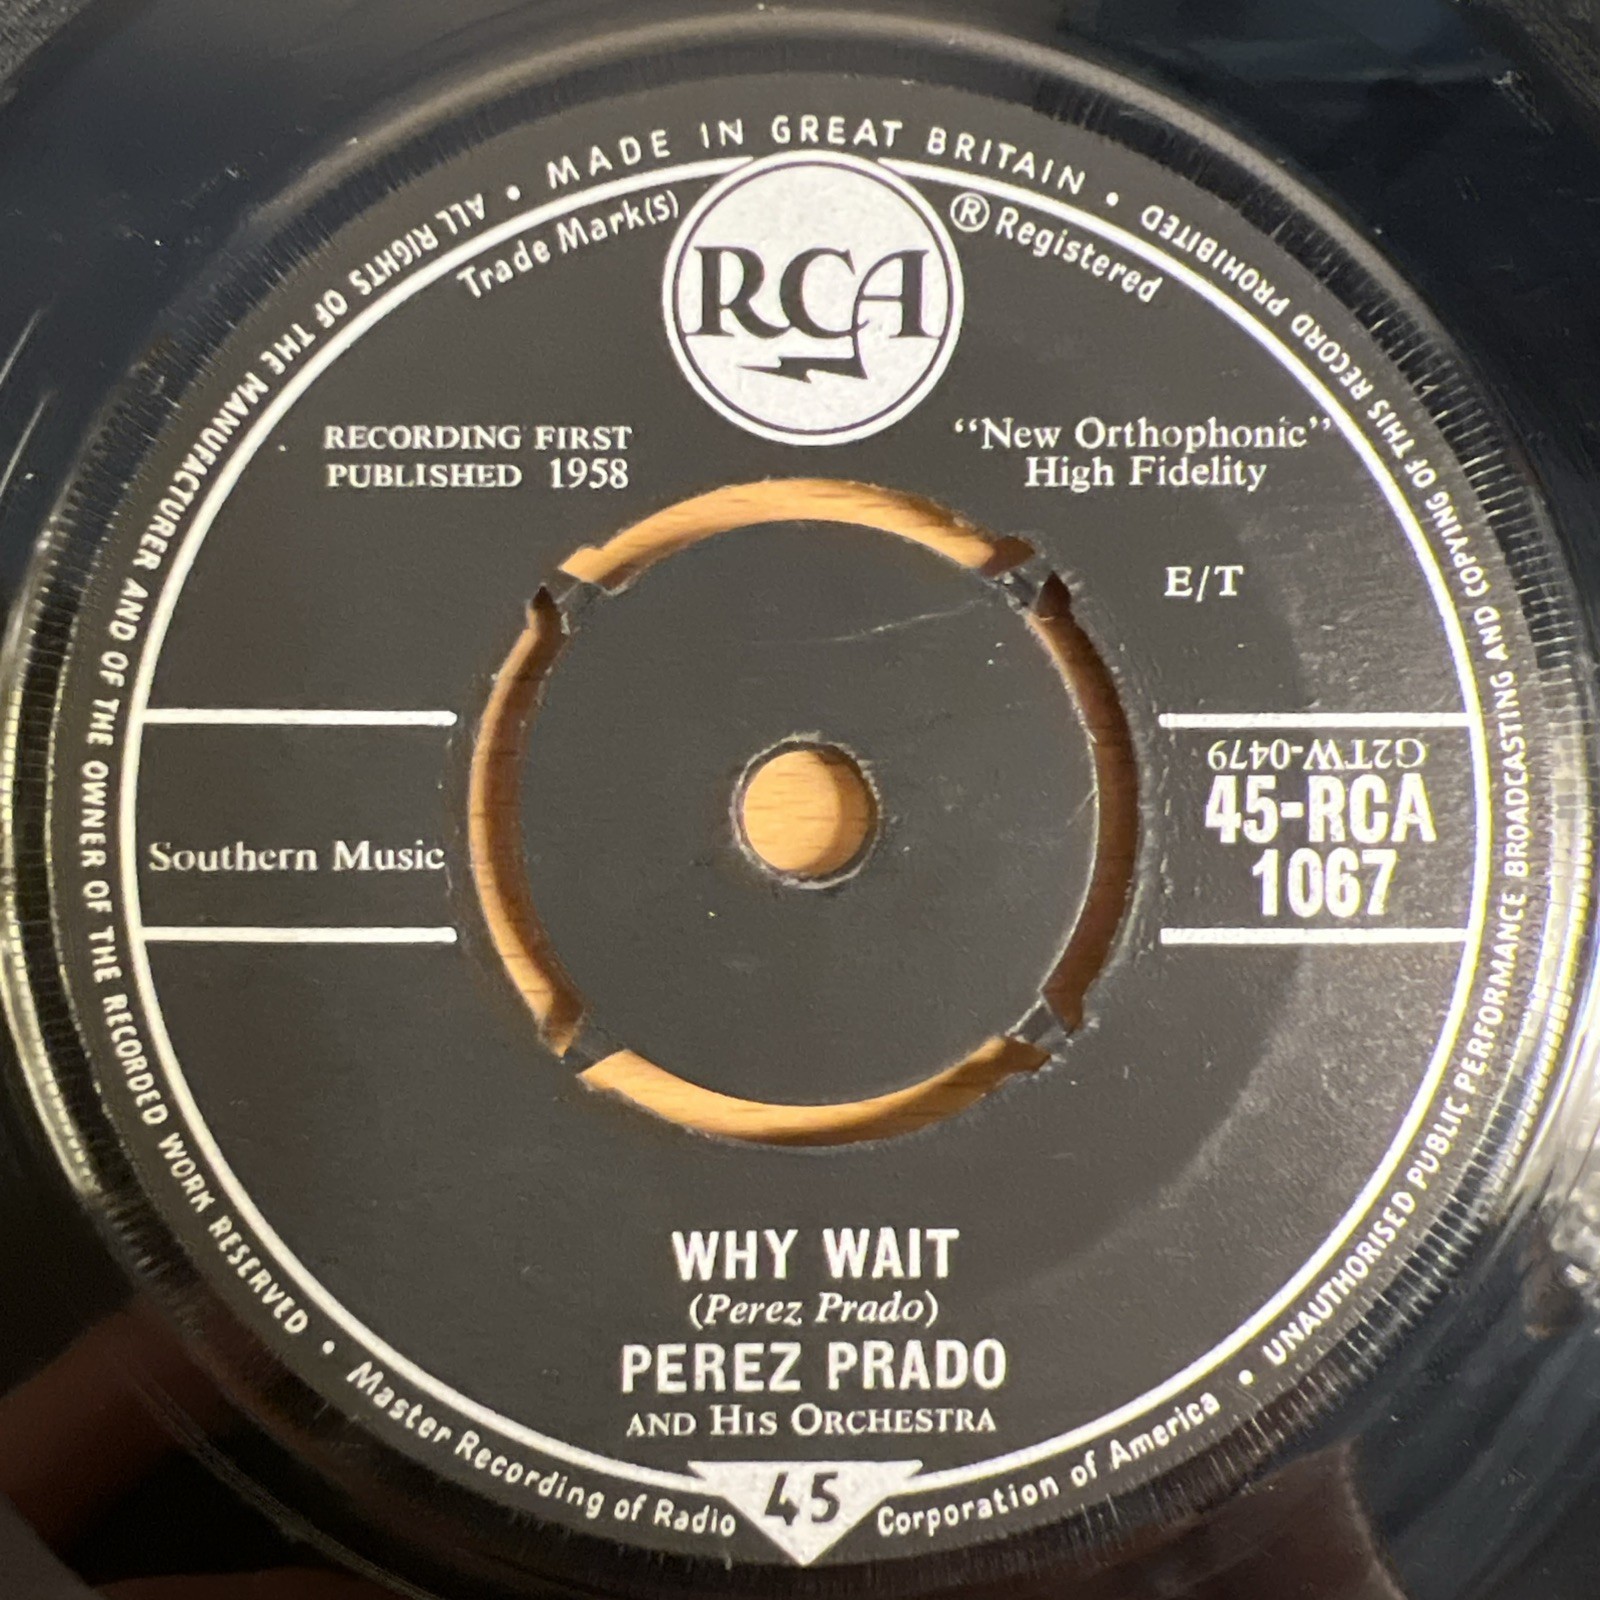 MADE IN GREAT BRITAIN •
UNAUTHORISED PUBLIC PERFORMANCE BROADCASTING AND COPYING OF THIS RECORD PROHIBITED •
ALL RIGHTS OF THE MANUFACTURER AND OF THE OWNER OF THE RECORDED WORK RESERVED •
Master Recording of Radio Corporation of America •
Trade Mark(s)
® Registered
RCA
RECORDING FIRST
PUBLISHED 1958
“New Orthophonic”
High Fidelity
E/T
G2TW-0479
45-RCA
1067
Southern Music
WHY WAIT
(Perez Prado)
PEREZ PRADO
AND HIS ORCHESTRA
45